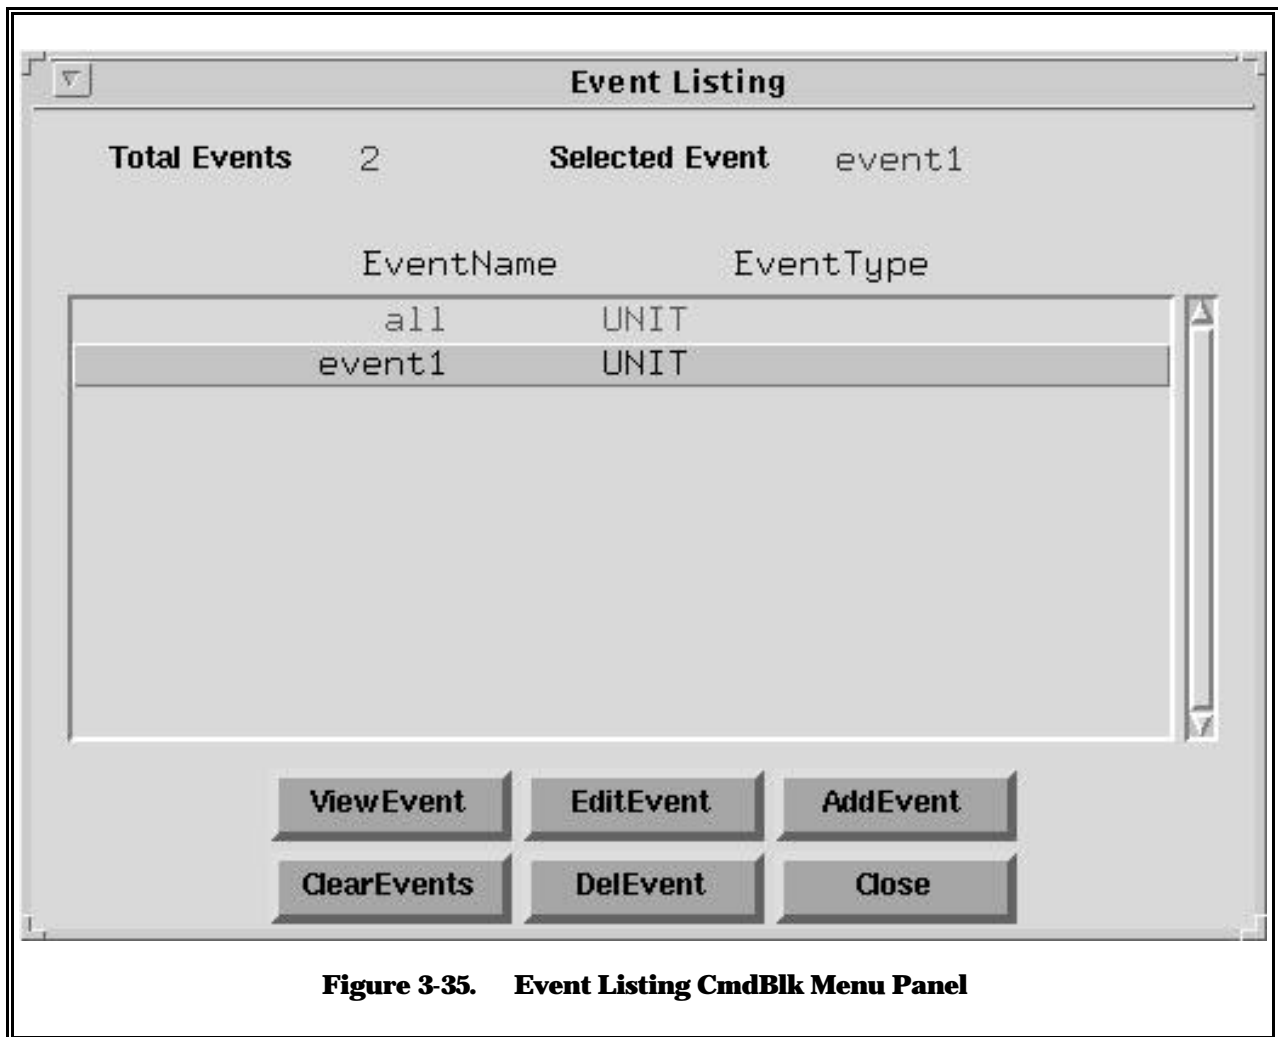 Event Listing
Total Events 2 Selected Event event1
EventName EventType
all UNIT
event1 UNIT
ViewEvent EditEvent AddEvent
ClearEvents DelEvent Close
Figure 3-35. Event Listing CmdBlk Menu Panel